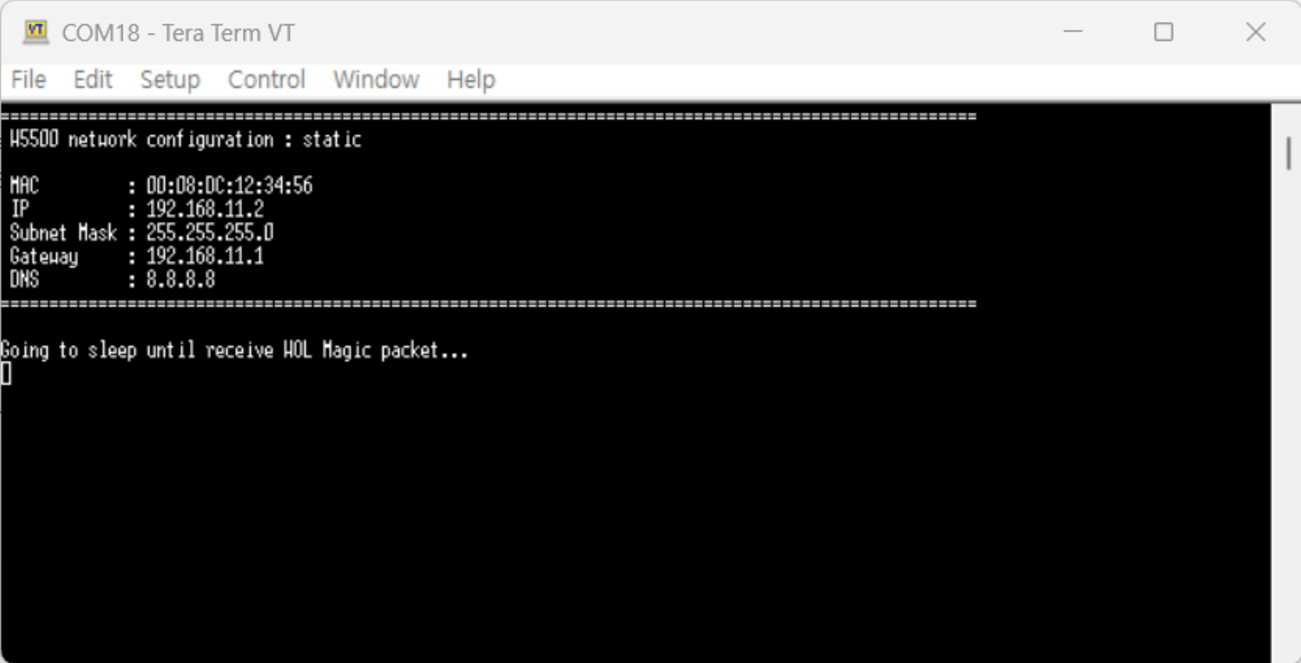 COM18 - Tera Term VT
File Edit Setup Control Window Help
====================================================================================================
W5500 network configuration : static
MAC : 00:08:DC:12:34:56
IP : 192.168.11.2
Subnet Mask : 255.255.255.0
Gateway : 192.168.11.1
DNS : 8.8.8.8
====================================================================================================
Going to sleep until receive WOL Magic packet...